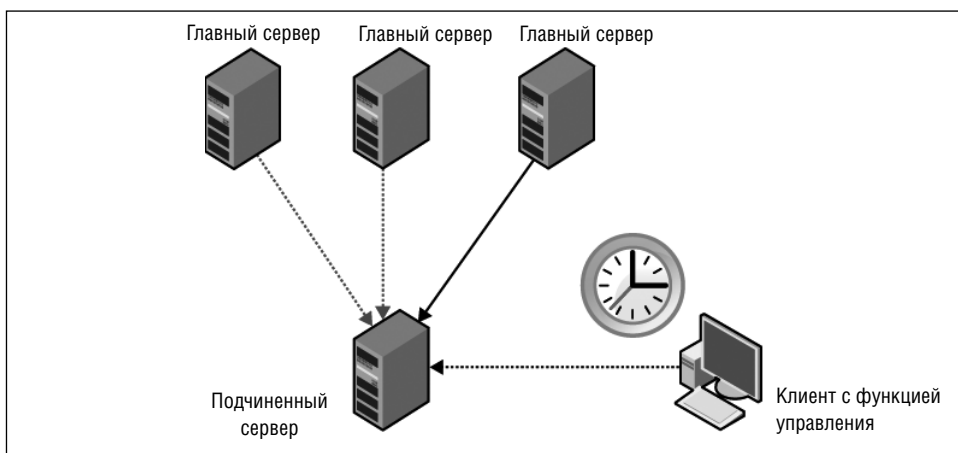 Главный сервер
Главный сервер
Главный сервер
Подчиненный
сервер
Клиент с функцией
управления